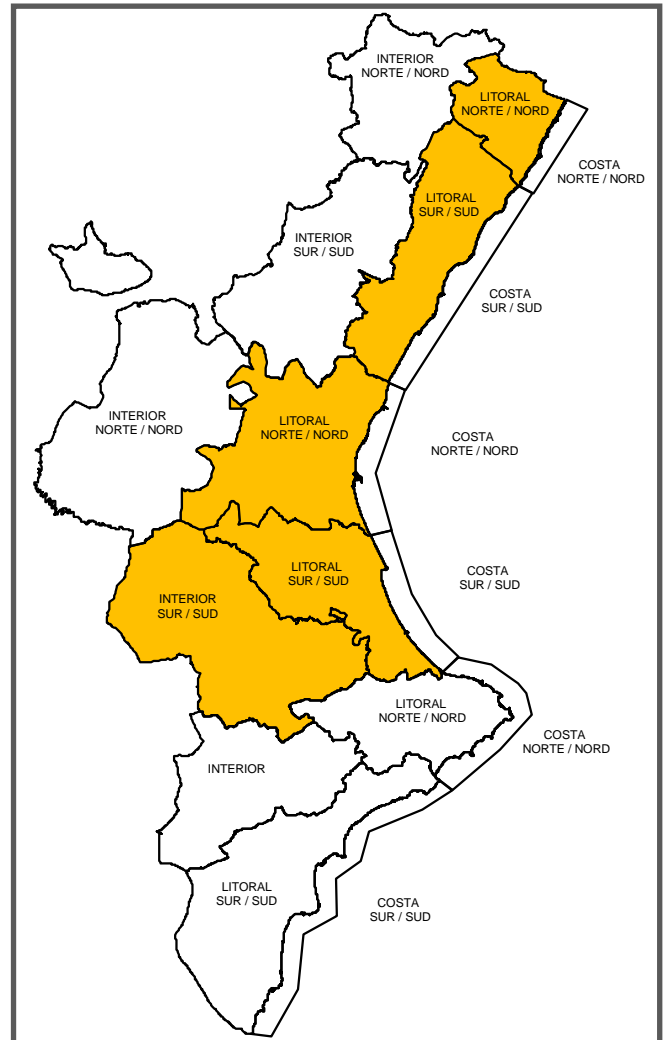 INTERIOR
NORTE / NORD
LITORAL
NORTE / NORD
COSTA
NORTE / NORD
LITORAL
SUR / SUD
INTERIOR
SUR / SUD
COSTA
SUR / SUD
INTERIOR
NORTE / NORD
LITORAL
NORTE / NORD
COSTA
NORTE / NORD
LITORAL
SUR / SUD
COSTA
SUR / SUD
INTERIOR
SUR / SUD
LITORAL
NORTE / NORD
COSTA
NORTE / NORD
INTERIOR
LITORAL
SUR / SUD
COSTA
SUR / SUD